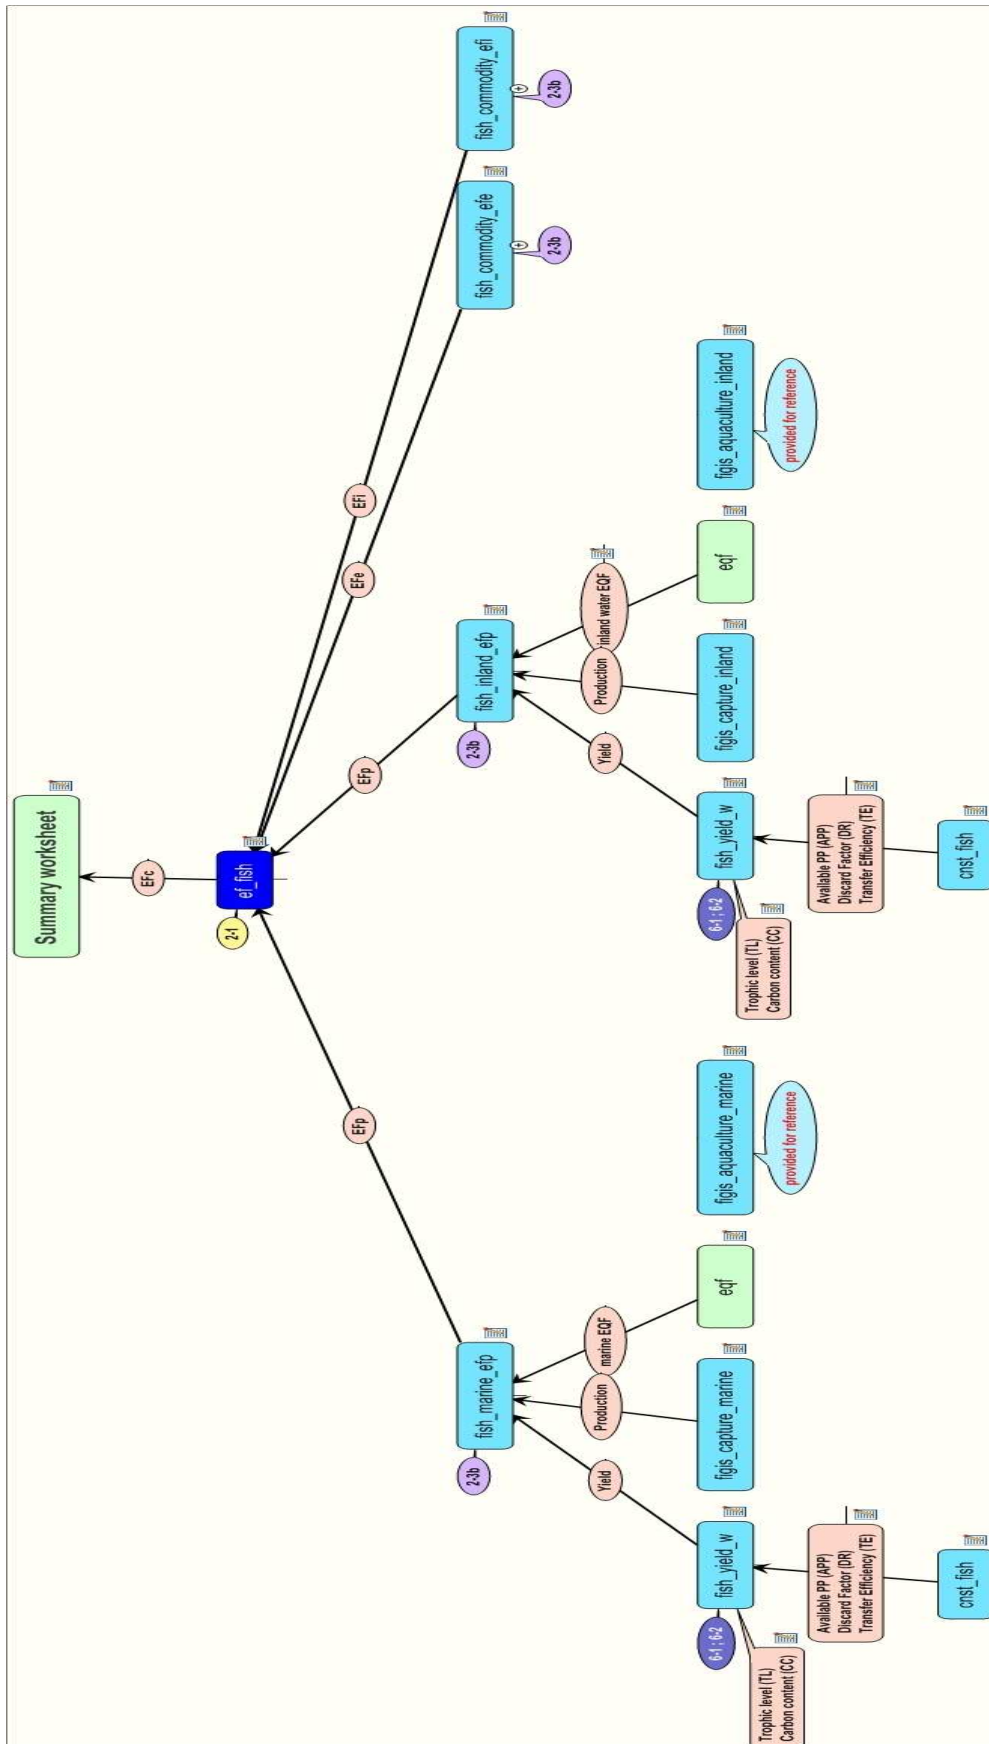 Summary worksheet
EFc
2-1
ef_fish
EFp
EFp
EFe
EFi
2-3b
fish_marine_efp
2-3b
fish_inland_efp
fish_commodity_efe
2-3b
fish_commodity_efi
2-3b
Yield
Production
marine EQF
Yield
Production
inland water EQF
6-1 ; 6-2
fish_yield_w
figis_capture_marine
eqf
figis_aquaculture_marine
6-1 ; 6-2
fish_yield_w
figis_capture_inland
eqf
figis_aquaculture_inland
Trophic level (TL)
Carbon content (CC)
provided for reference
Trophic level (TL)
Carbon content (CC)
provided for reference
Available PP (APP)
Discard Factor (DR)
Transfer Efficiency (TE)
Available PP (APP)
Discard Factor (DR)
Transfer Efficiency (TE)
cnst_fish
cnst_fish